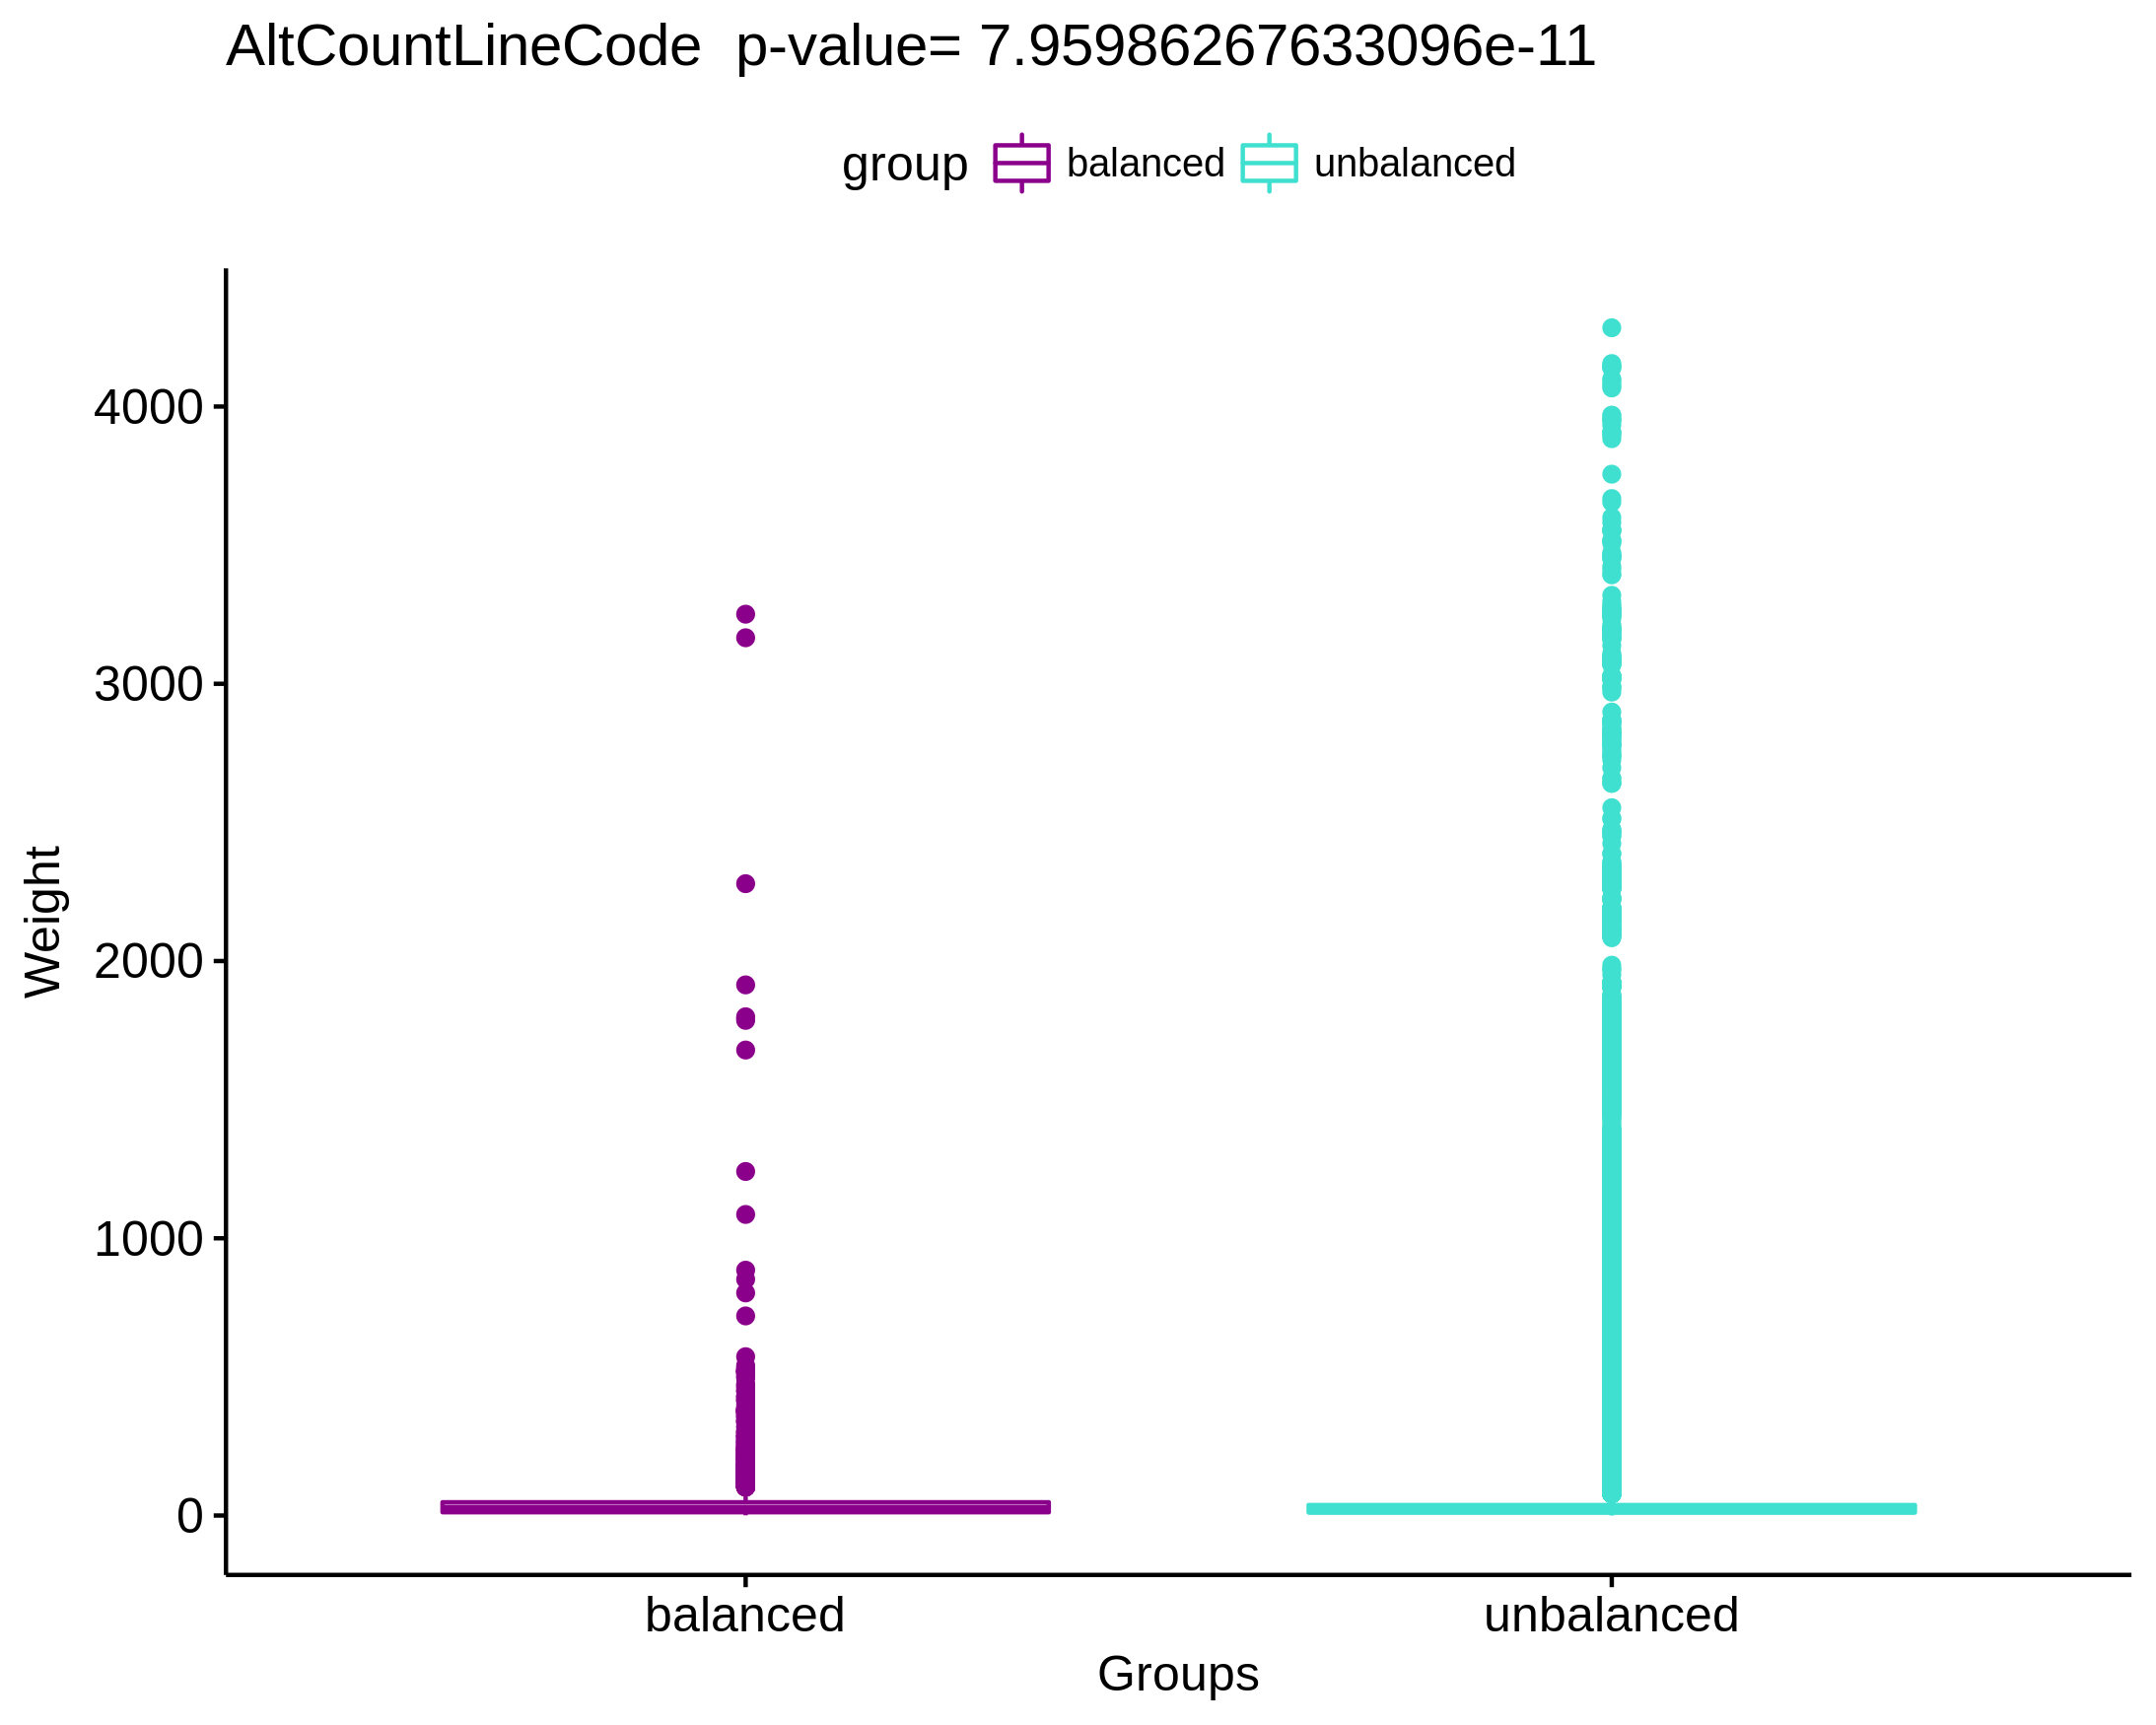 AltCountLineCode  p-value= 7.95986267633096e-11
group balanced unbalanced
4000
3000
2000
1000
0
Weight
balanced unbalanced
Groups